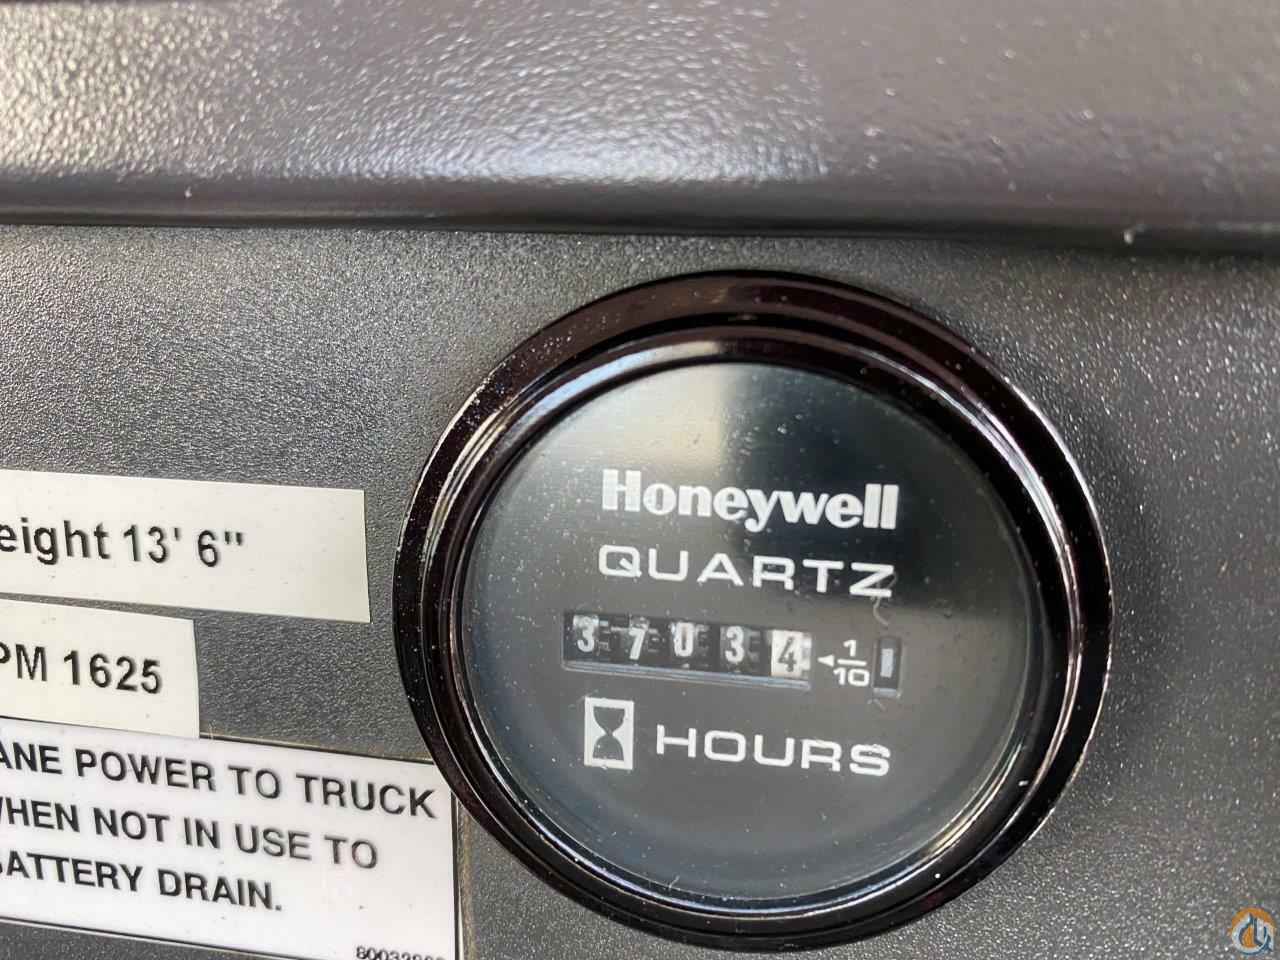 eight 13' 6"
PM 1625
ANE POWER TO TRUCK
WHEN NOT IN USE TO
BATTERY DRAIN.
Honeywell
QUARTZ
37034 1/10
HOURS